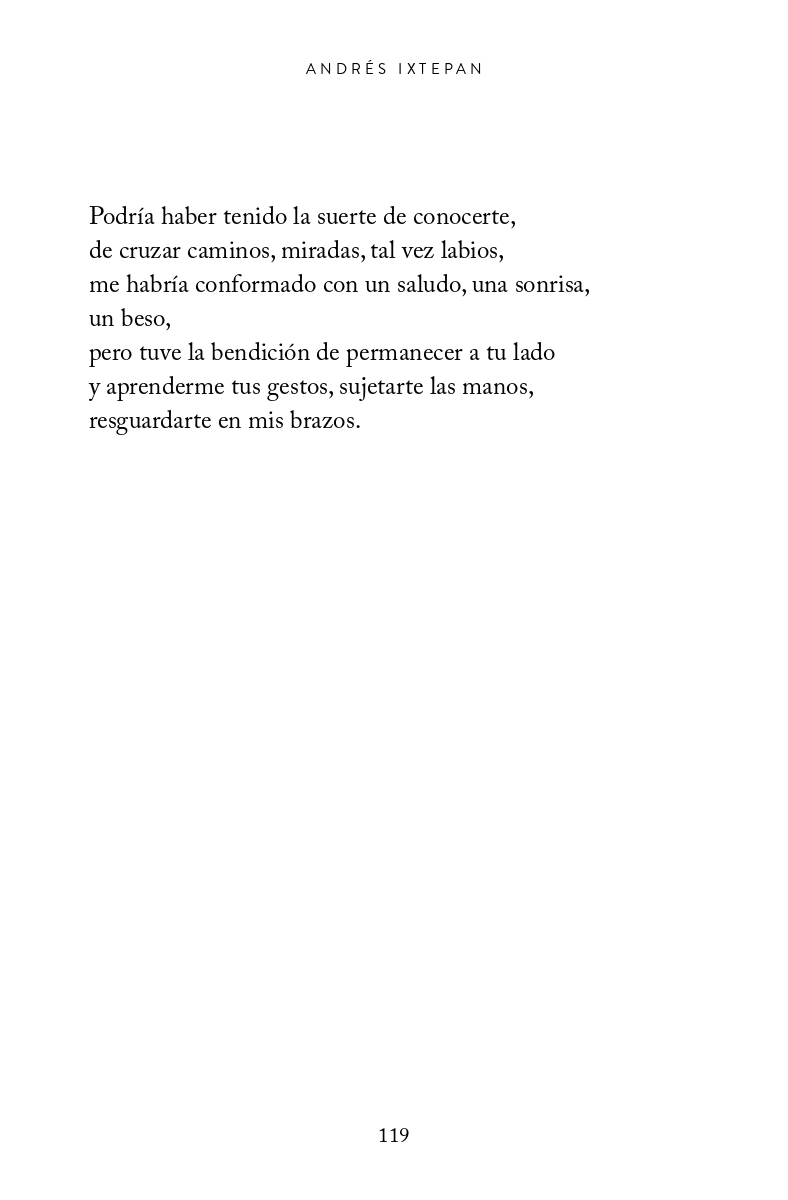 ANDRÉS IXTEPAN
Podría haber tenido la suerte de conocerte,
de cruzar caminos, miradas, tal vez labios,
me habría conformado con un saludo, una sonrisa,
un beso,
pero tuve la bendición de permanecer a tu lado
y aprenderme tus gestos, sujetarte las manos,
resguardarte en mis brazos.
119